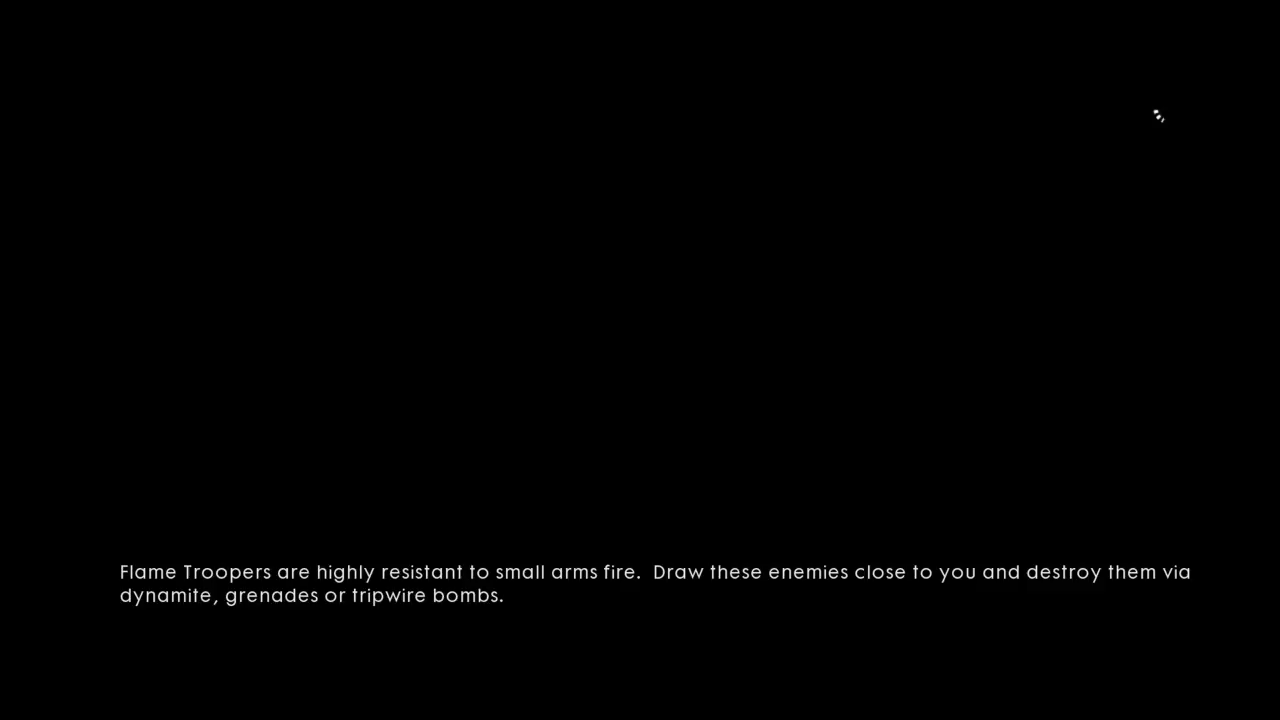 Flame Troopers are highly resistant to small arms fire.  Draw these enemies close to you and destroy them via
dynamite, grenades or tripwire bombs.